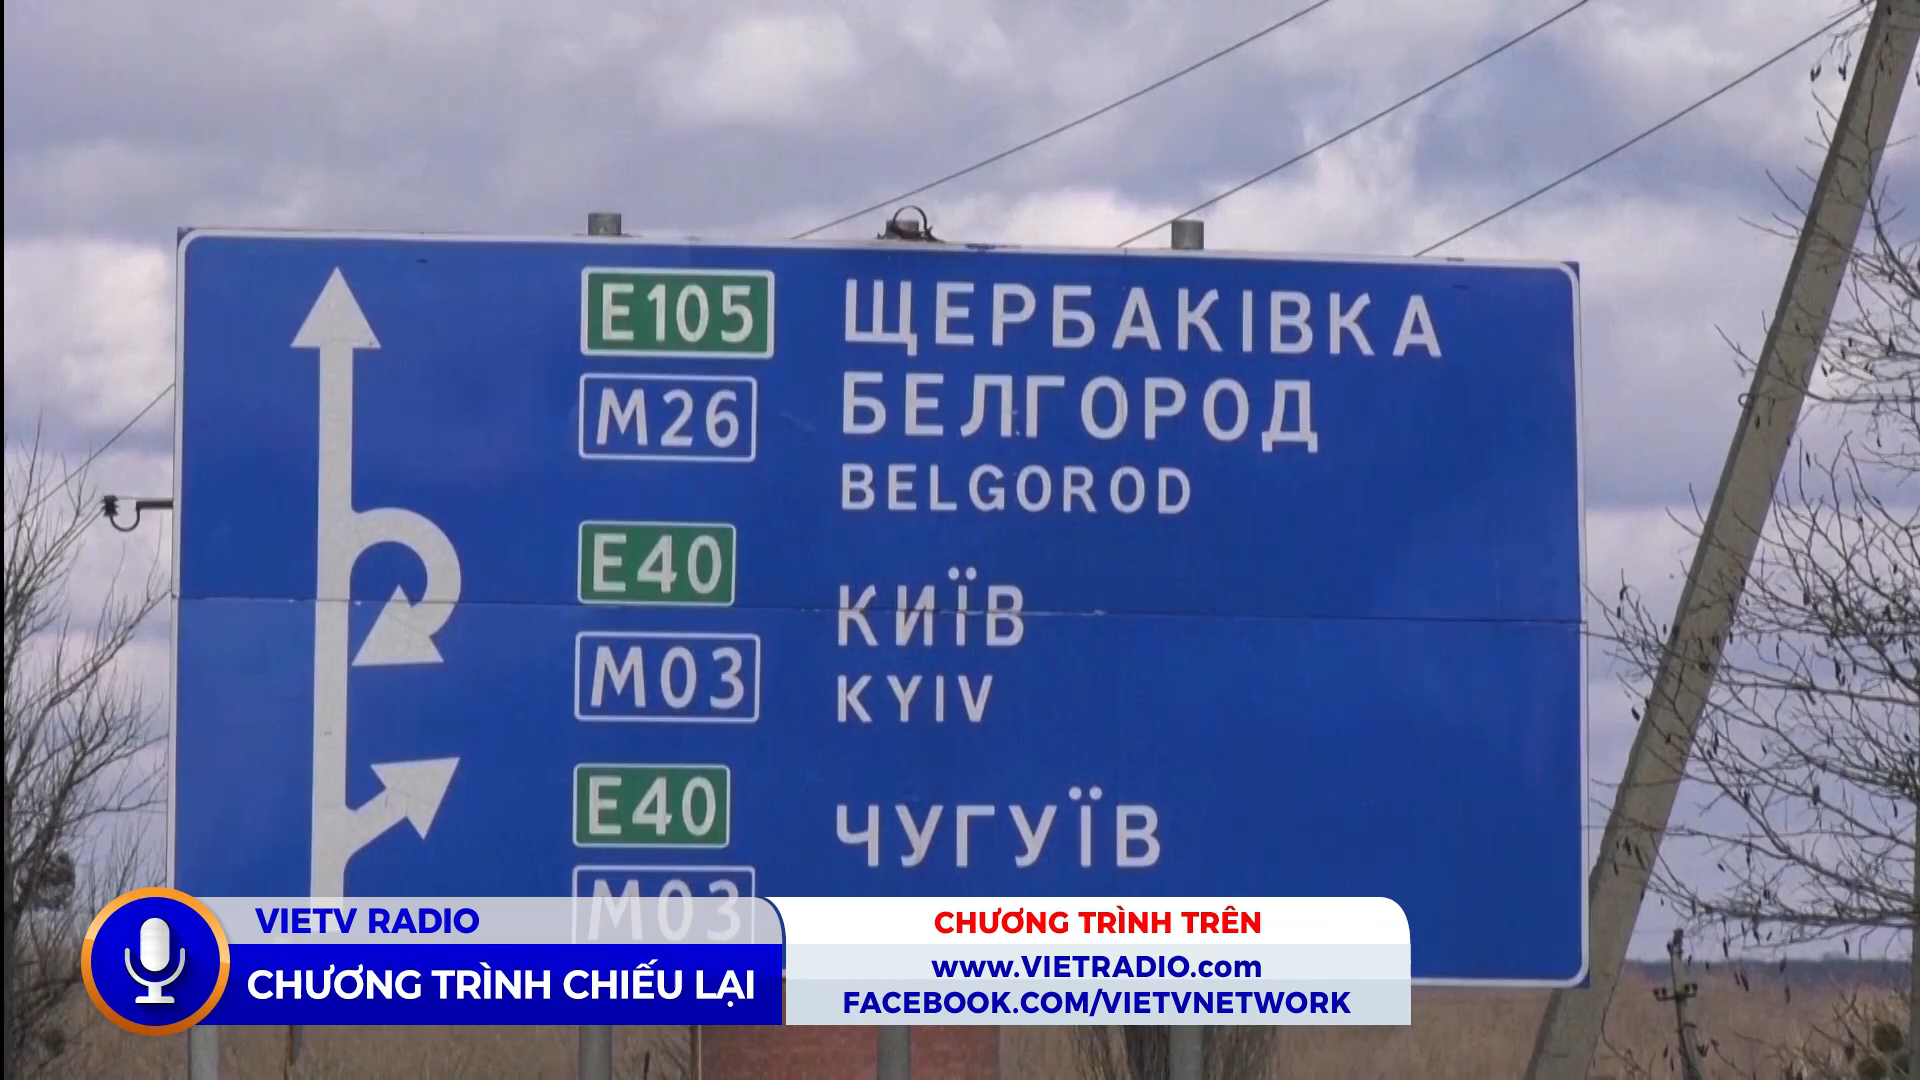 E105 ЩЕРБАКІВКА
M26 БЕЛГОРОД
BELGOROD
E40 КИЇВ
M03 KYIV
E40 ЧУГУЇВ
M03
VIETV RADIO
CHƯƠNG TRÌNH CHIẾU LẠI
CHƯƠNG TRÌNH TRÊN
www.VIETRADIO.com
FACEBOOK.COM/VIETVNETWORK